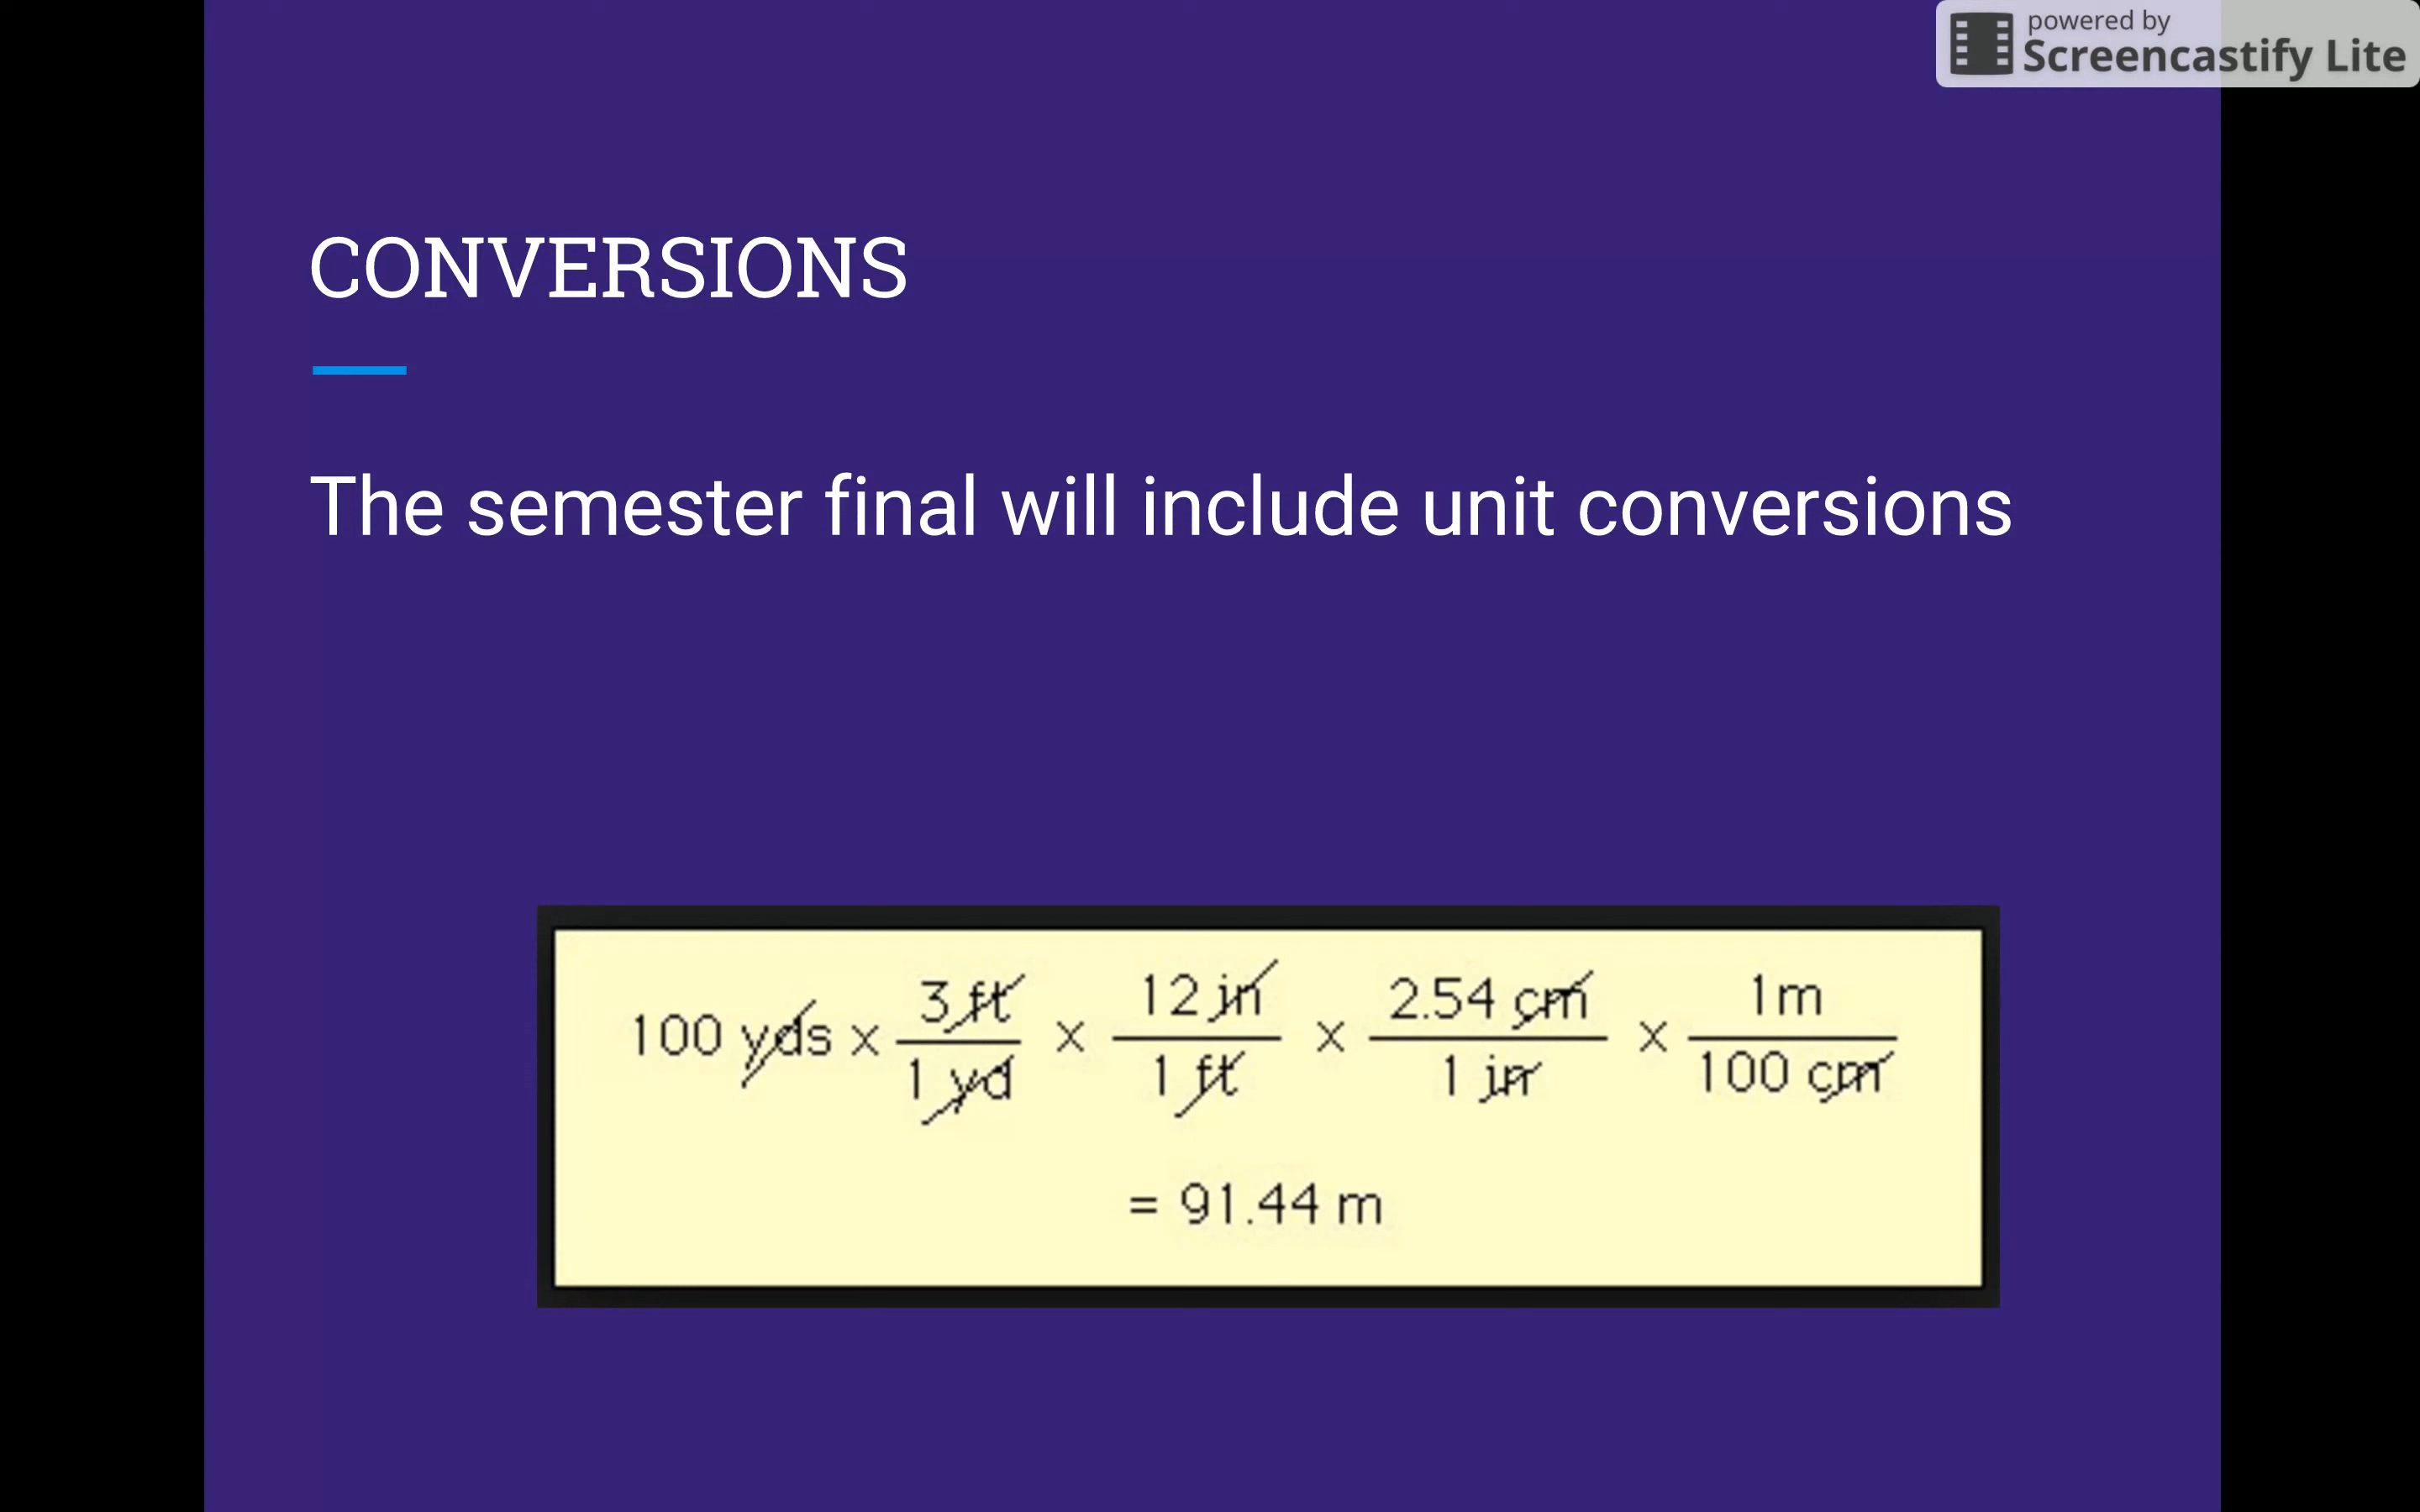 powered by
Screencastify Lite
CONVERSIONS
The semester final will include unit conversions
100 yds x 3 ft / 1 yd x 12 in / 1 ft x 2.54 cm / 1 in x 1m / 100 cm
= 91.44 m